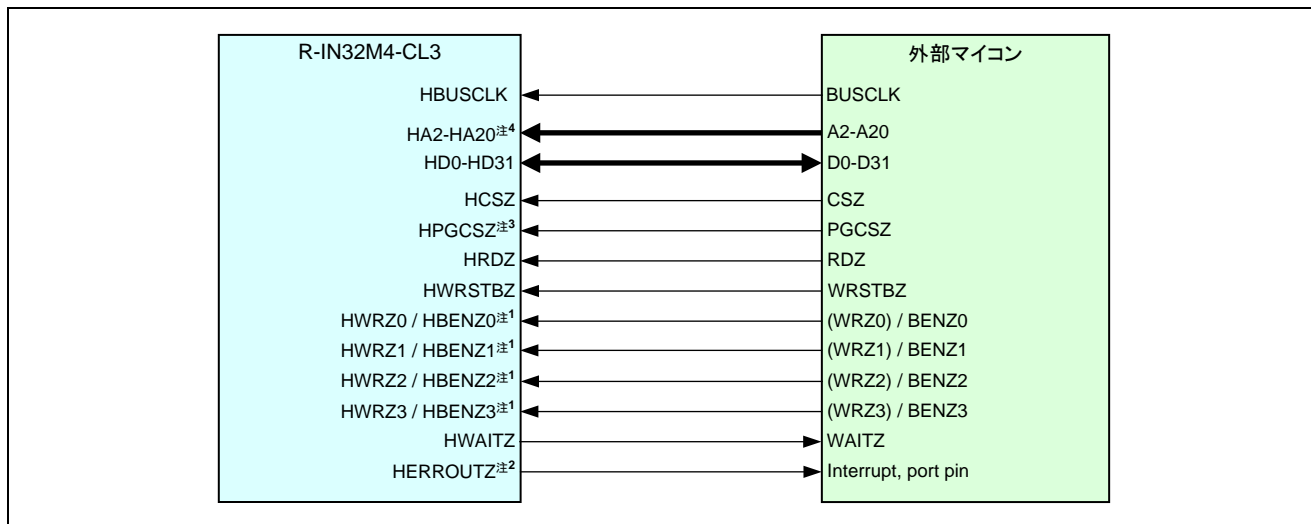 R-IN32M4-CL3
外部マイコン
HBUSCLK
BUSCLK
HA2-HA20注4
A2-A20
HD0-HD31
D0-D31
HCSZ
CSZ
HPGCSZ注3
PGCSZ
HRDZ
RDZ
HWRSTBZ
WRSTBZ
HWRZ0 / HBENZ0注1
(WRZ0) / BENZ0
HWRZ1 / HBENZ1注1
(WRZ1) / BENZ1
HWRZ2 / HBENZ2注1
(WRZ2) / BENZ2
HWRZ3 / HBENZ3注1
(WRZ3) / BENZ3
HWAITZ
WAITZ
HERROUTZ注2
Interrupt, port pin